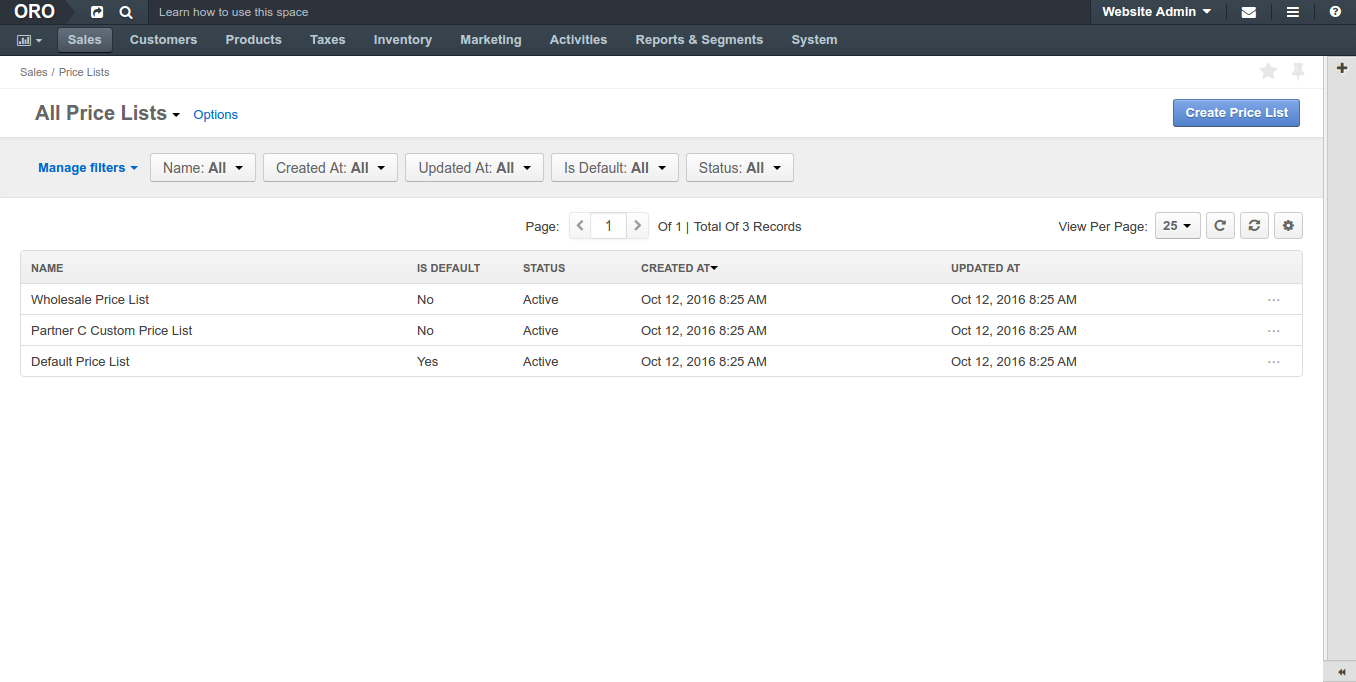 ORO Learn how to use this space Website Admin
Sales Customers Products Taxes Inventory Marketing Activities Reports & Segments System
Sales / Price Lists
All Price Lists Options Create Price List
Manage filters Name: All Created At: All Updated At: All Is Default: All Status: All
Page: 1 Of 1 | Total Of 3 Records View Per Page: 25
NAME IS DEFAULT STATUS CREATED AT UPDATED AT
Wholesale Price List No Active Oct 12, 2016 8:25 AM Oct 12, 2016 8:25 AM ...
Partner C Custom Price List No Active Oct 12, 2016 8:25 AM Oct 12, 2016 8:25 AM ...
Default Price List Yes Active Oct 12, 2016 8:25 AM Oct 12, 2016 8:25 AM ...